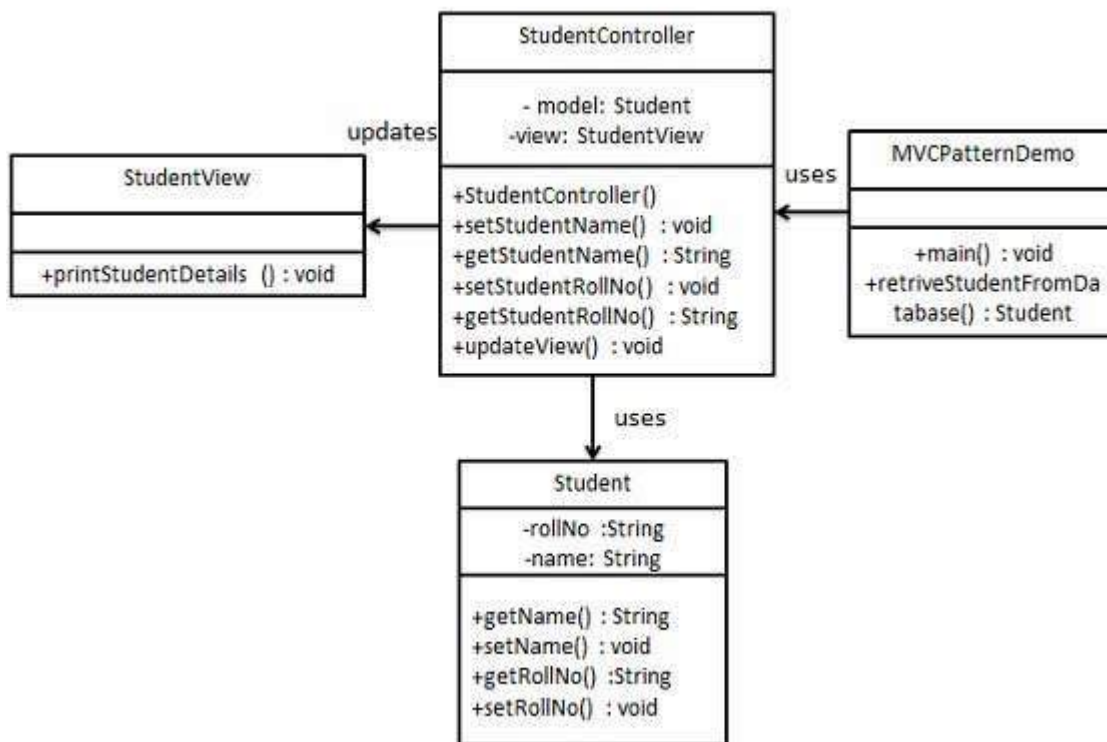 StudentController
- model: Student
-view: StudentView
+StudentController()
+setStudentName() : void
+getStudentName() : String
+setStudentRollNo() : void
+getStudentRollNo() : String
+updateView() : void
updates
StudentView
+printStudentDetails () : void
uses
MVCPatternDemo
+main() : void
+retriveStudentFromDa
tabase() : Student
uses
Student
-rollNo :String
-name: String
+getName() : String
+setName() : void
+getRollNo() :String
+setRollNo() : void